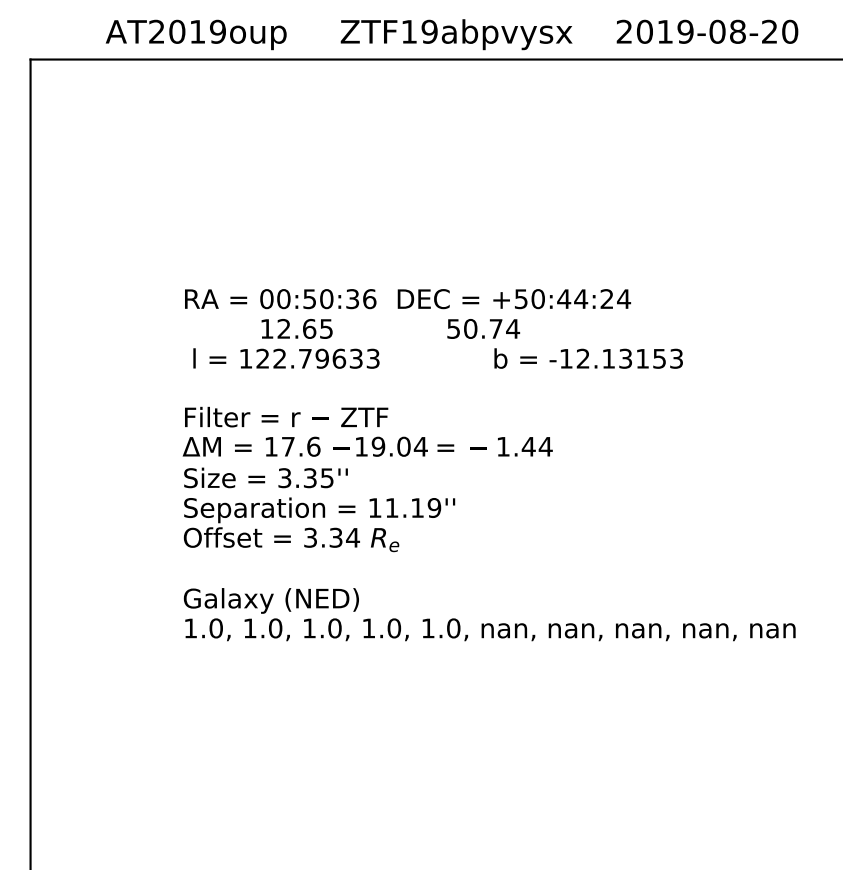 AT2019oup ZTF19abpvysx 2019-08-20
RA = 00:50:36 DEC = +50:44:24
12.65 50.74
l = 122.79633 b = -12.13153
Filter = r − ZTF
ΔM = 17.6 −19.04 = − 1.44
Size = 3.35''
Separation = 11.19''
Offset = 3.34 Re
Galaxy (NED)
1.0, 1.0, 1.0, 1.0, 1.0, nan, nan, nan, nan, nan